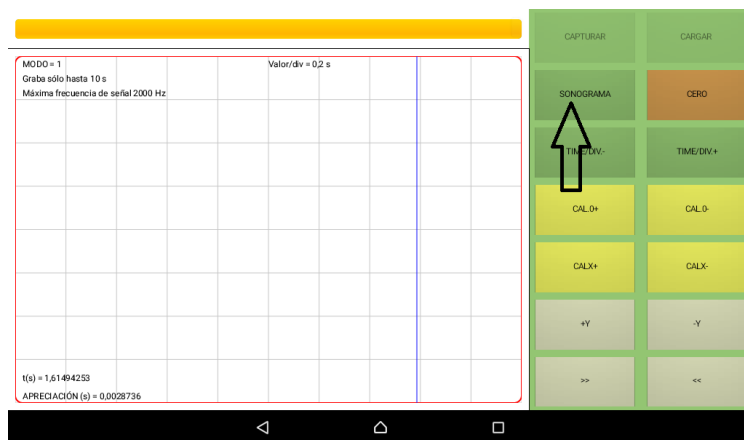 MODO = 1
Valor/div = 0,2 s
Graba sólo hasta 10 s
Máxima frecuencia de señal 2000 Hz
t(s) = 1,61494253
APRECIACIÓN (s) = 0,0028736
CAPTURAR
CARGAR
SONOGRAMA
CERO
TIME/DIV.-
TIME/DIV.+
CAL.0+
CAL.0-
CALX+
CALX-
+Y
-Y
>>
<<